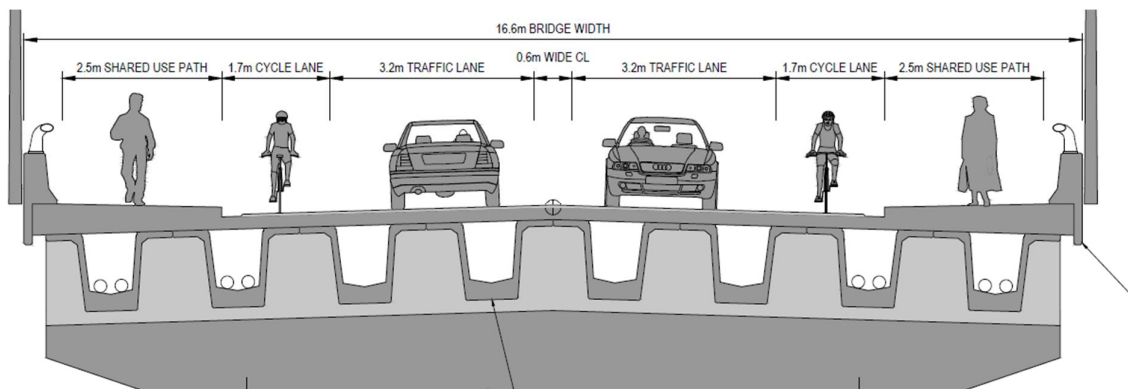 16.6m BRIDGE WIDTH
0.6m WIDE CL
2.5m SHARED USE PATH
1.7m CYCLE LANE
3.2m TRAFFIC LANE
3.2m TRAFFIC LANE
1.7m CYCLE LANE
2.5m SHARED USE PATH